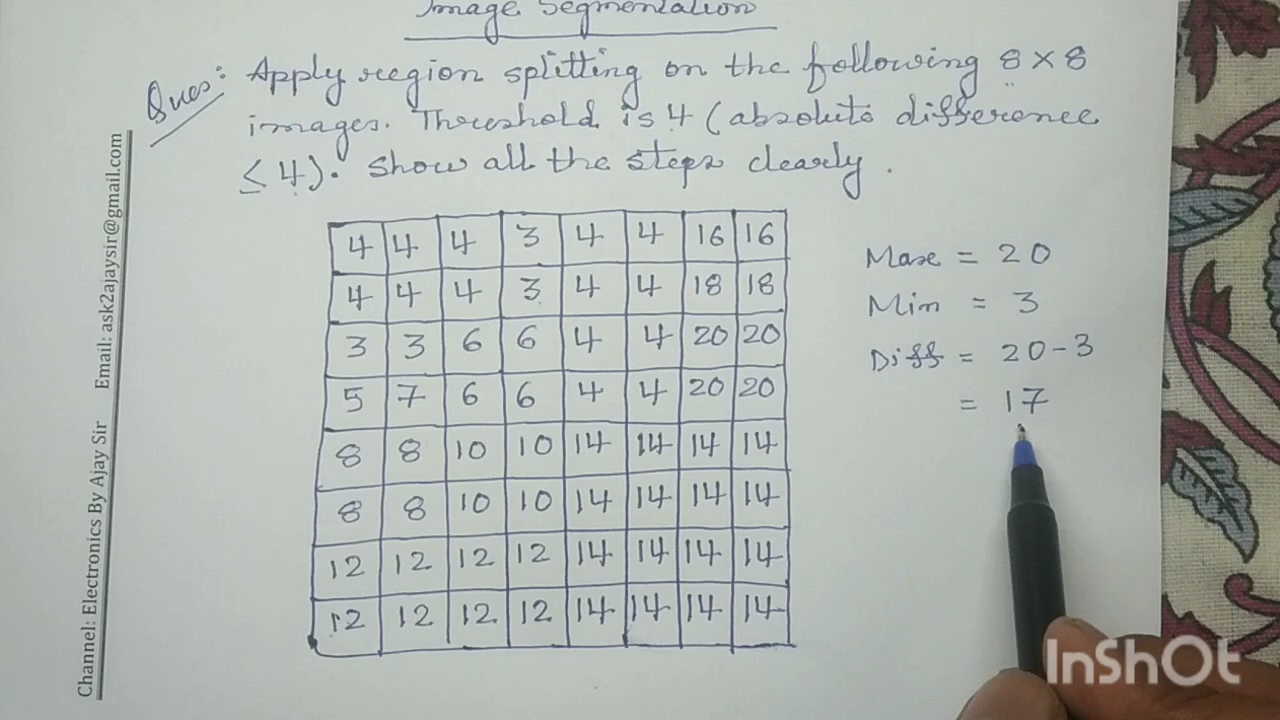 Image Segmentation
Ques: Apply region splitting on the following 8 × 8
images. Threshold is 4 (absolute difference
≤ 4). Show all the steps clearly.
4 4 4 3 4 4 16 16
4 4 4 3 4 4 18 18
3 3 6 6 4 4 20 20
5 7 6 6 4 4 20 20
8 8 10 10 14 14 14 14
8 8 10 10 14 14 14 14
12 12 12 12 14 14 14 14
12 12 12 12 14 14 14 14
Max = 20
Min = 3
Diff = 20-3
= 17
Channel: Electronics By Ajay Sir Email: ask2ajaysir@gmail.com
InShOt